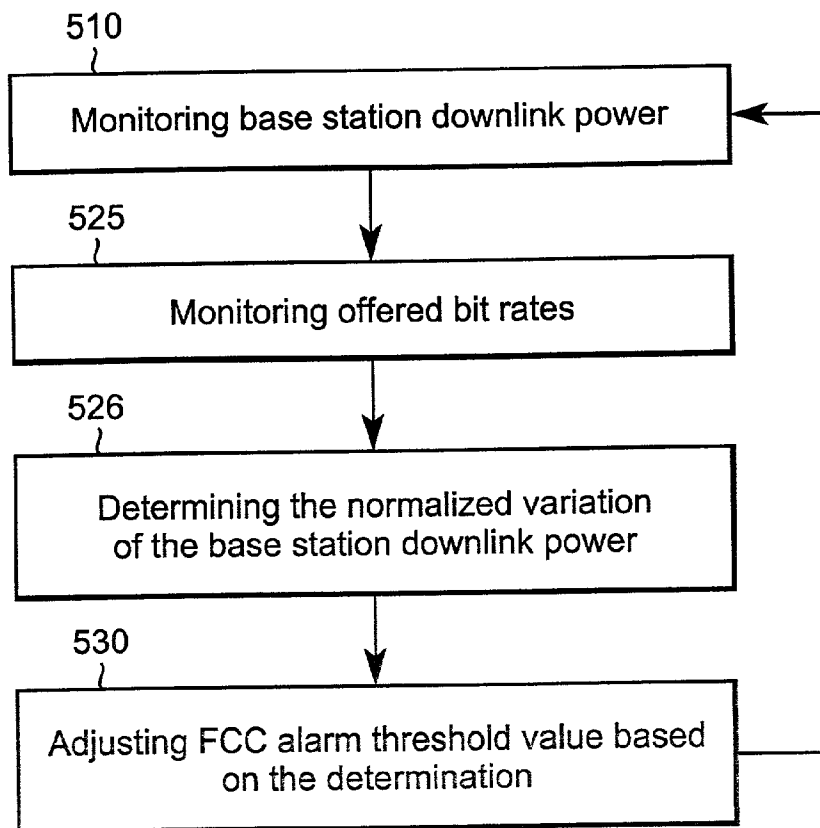 510
Monitoring base station downlink power
525
Monitoring offered bit rates
526
Determining the normalized variation
of the base station downlink power
530
Adjusting FCC alarm threshold value based
on the determination